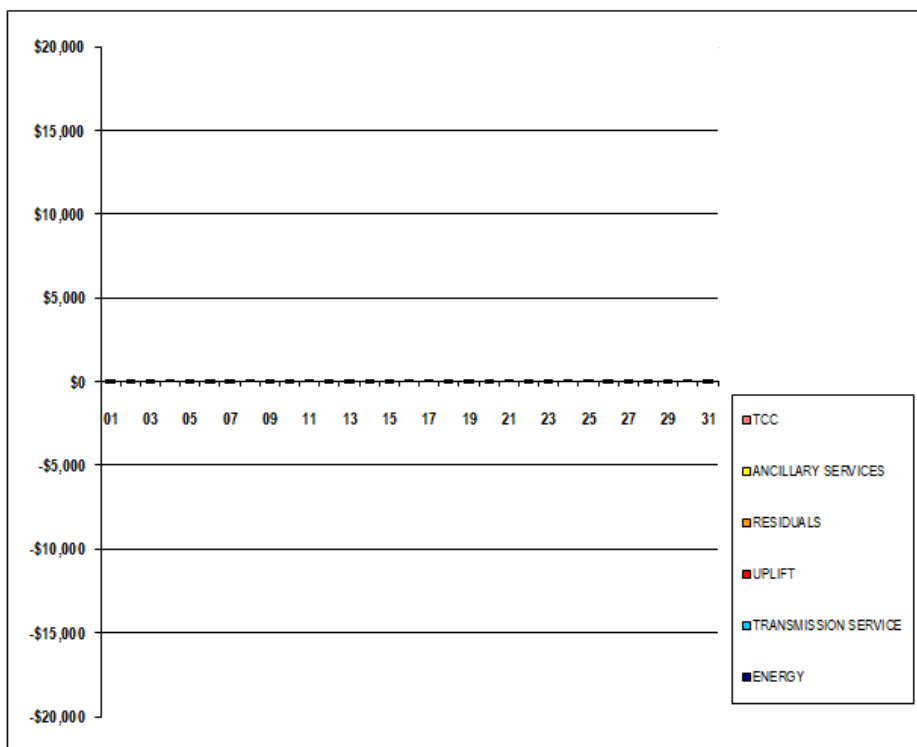 $20,000
$15,000
$10,000
$5,000
$0
01 03 05 07 09 11 13 15 17 19 21 23 25 27 29 31
-$5,000
-$10,000
-$15,000
-$20,000
TCC
ANCILLARY SERVICES
RESIDUALS
UPLIFT
TRANSMISSION SERVICE
ENERGY